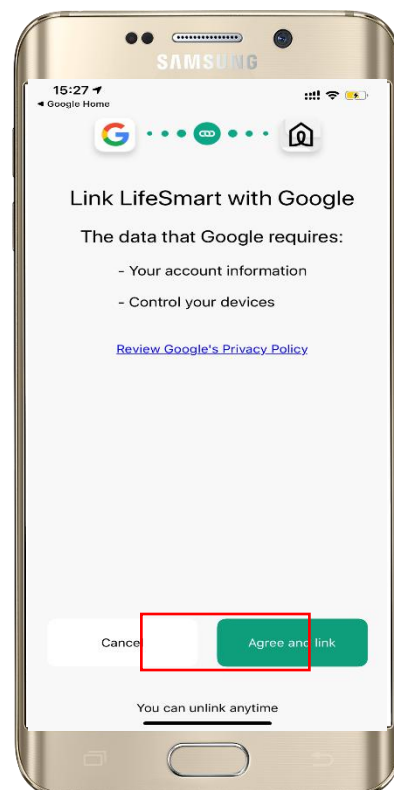 SAMSUNG
15:27
◀ Google Home
Link LifeSmart with Google
The data that Google requires:
- Your account information
- Control your devices
Review Google's Privacy Policy
Cancel
Agree and link
You can unlink anytime